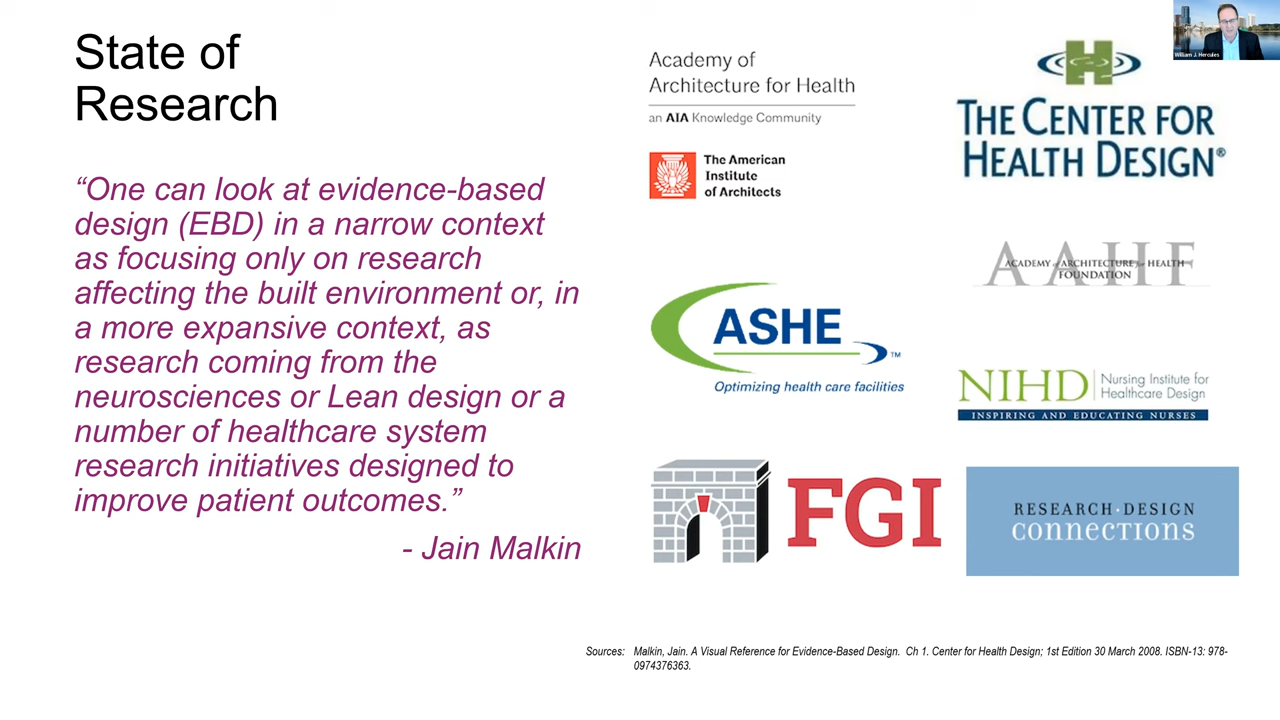 State of
Research
“One can look at evidence-based
design (EBD) in a narrow context
as focusing only on research
affecting the built environment or, in
a more expansive context, as
research coming from the
neurosciences or Lean design or a
number of healthcare system
research initiatives designed to
improve patient outcomes.”
- Jain Malkin
Academy of
Architecture for Health
an AIA Knowledge Community
The American
Institute
of Architects
H
THE CENTER FOR
HEALTH DESIGN®
AAHF
ACADEMY of ARCHITECTURE for HEALTH
FOUNDATION
ASHE
™
Optimizing health care facilities
NIHD
Nursing Institute for
Healthcare Design
INSPIRING AND EDUCATING NURSES
FGI
RESEARCH · DESIGN
connections
Sources: Malkin, Jain. A Visual Reference for Evidence-Based Design. Ch 1. Center for Health Design; 1st Edition 30 March 2008. ISBN-13: 978-
0974376363.
William J. Hercules